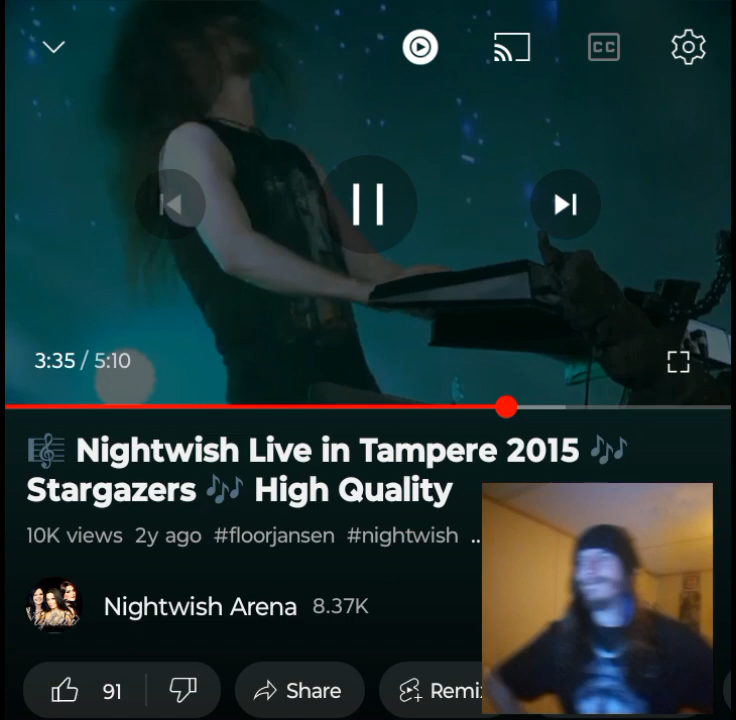 CC
3:35 / 5:10
🎼 Nightwish Live in Tampere 2015 🎶
Stargazers 🎶 High Quality
10K views 2y ago #floorjansen #nightwish ..
Nightwish Arena 8.37K
91 Share Remi